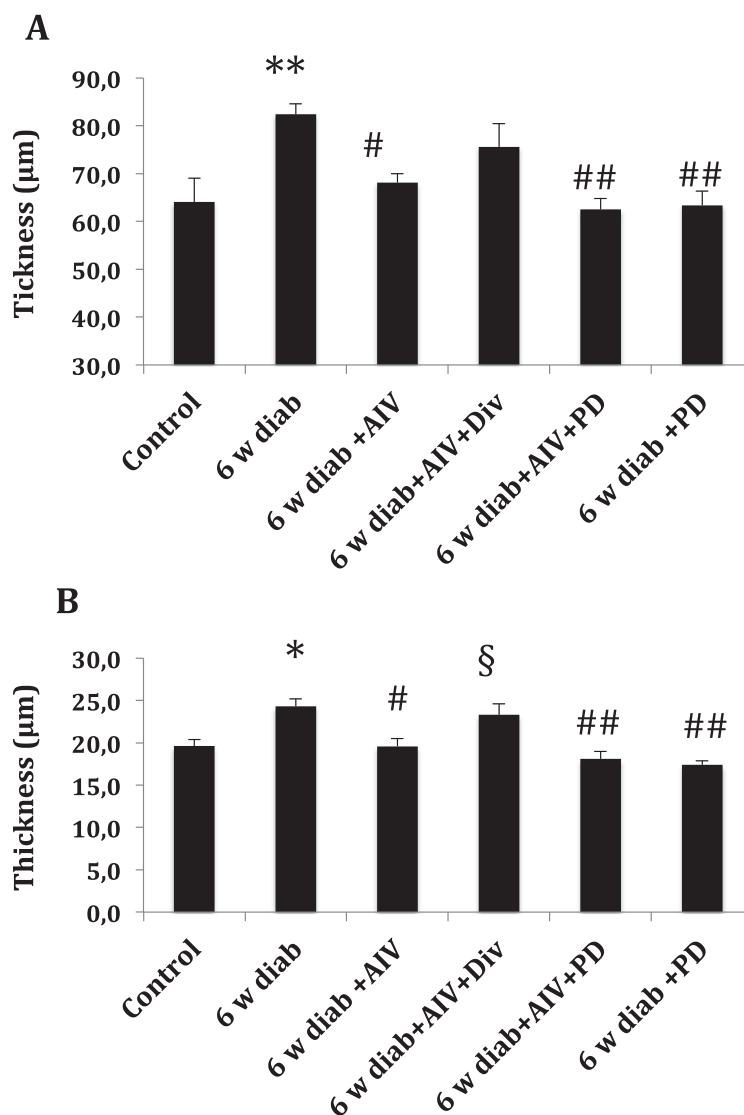 A
**
#
##
##
90,0
80,0
70,0
60,0
50,0
40,0
30,0
Tickness (μm)
Control
6 w diab
6 w diab +AIV
6 w diab+AIV+Div
6 w diab+AIV+PD
6 w diab +PD
B
*
#
§
##
##
30,0
25,0
20,0
15,0
10,0
5,0
0,0
Thickness (μm)
Control
6 w diab
6 w diab +AIV
6 w diab+AIV+Div
6 w diab+AIV+PD
6 w diab +PD